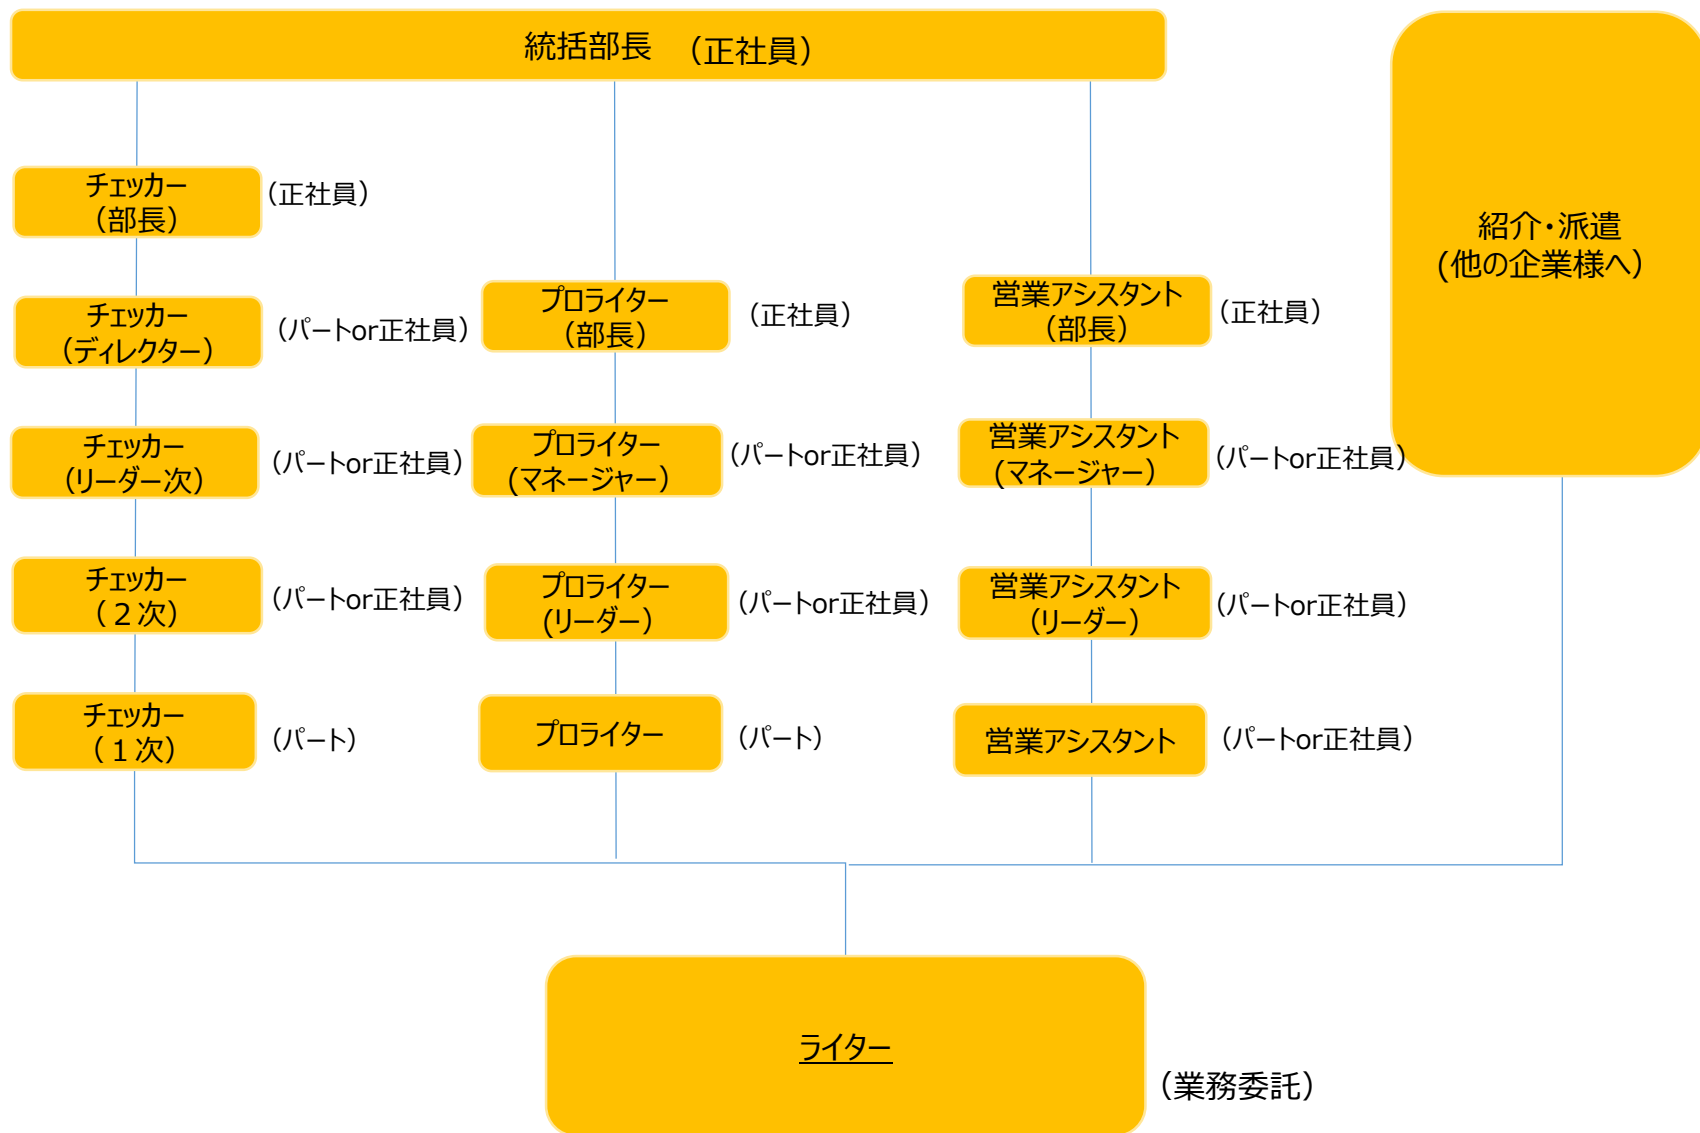 統括部長 （正社員）
チェッカー
（部長）
（正社員）
チェッカー
（ディレクター）
（パートor正社員）
チェッカー
（リーダー次）
（パートor正社員）
チェッカー
（２次）
（パートor正社員）
チェッカー
（１次）
（パート）
プロライター
（部長）
（正社員）
プロライター
(マネージャー）
（パートor正社員）
プロライター
(リーダー）
（パートor正社員）
プロライター
（パート）
営業アシスタント
（部長）
（正社員）
営業アシスタント
(マネージャー）
（パートor正社員）
営業アシスタント
（リーダー）
（パートor正社員）
営業アシスタント
（パートor正社員）
紹介・派遣
(他の企業様へ）
ライター
（業務委託）